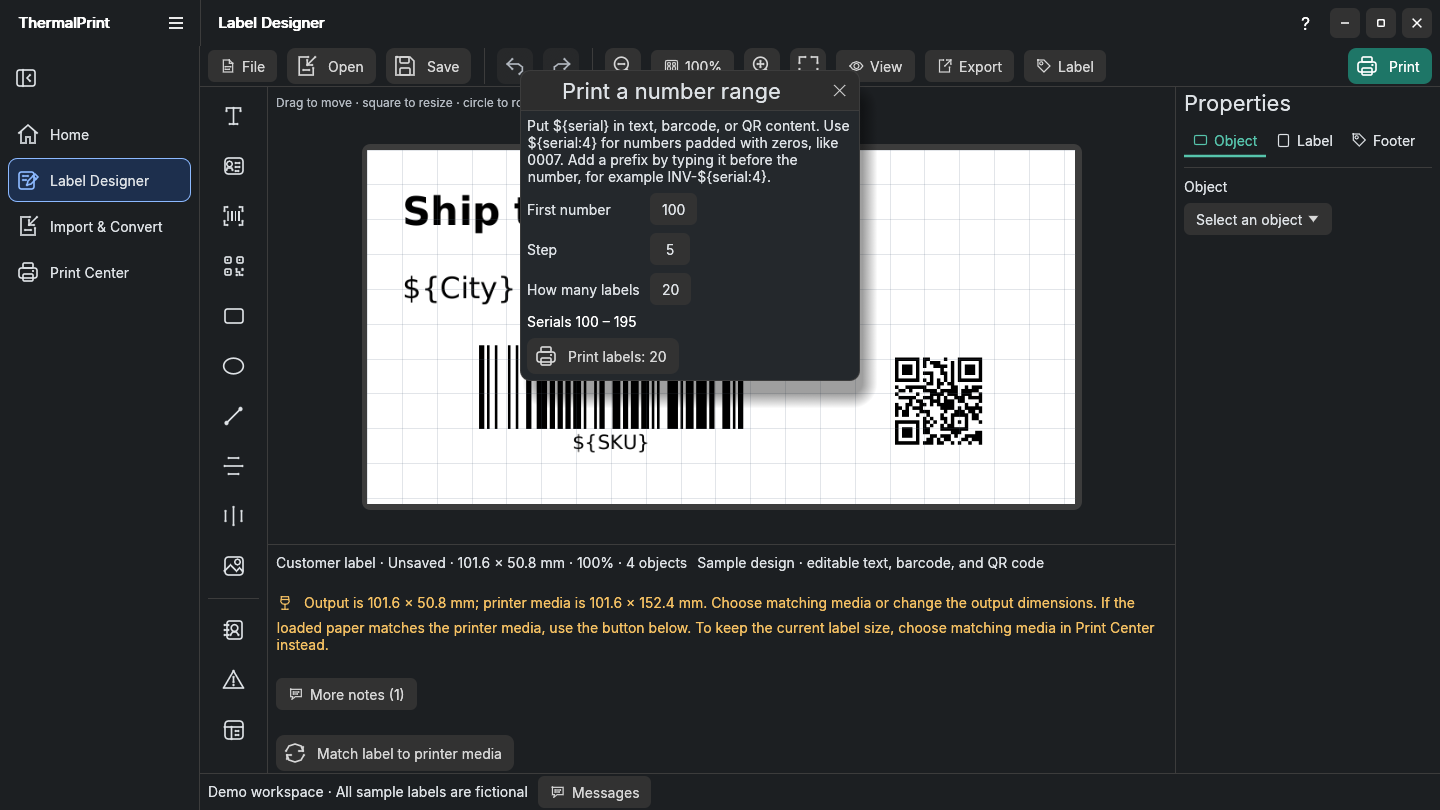 ThermalPrint
Label Designer
?
File
Open
Save
100%
View
Export
Label
Print
Home
Label Designer
Import & Convert
Print Center
Drag to move · square to resize · circle to ro
Print a number range
Put ${serial} in text, barcode, or QR content. Use
${serial:4} for numbers padded with zeros, like
0007. Add a prefix by typing it before the
number, for example INV-${serial:4}.
First number 100
Step 5
How many labels 20
Serials 100 – 195
Print labels: 20
Ship
${City}
${SKU}
Properties
Object
Label
Footer
Object
Select an object
Customer label · Unsaved · 101.6 × 50.8 mm · 100% · 4 objects Sample design · editable text, barcode, and QR code
Output is 101.6 × 50.8 mm; printer media is 101.6 × 152.4 mm. Choose matching media or change the output dimensions. If the
loaded paper matches the printer media, use the button below. To keep the current label size, choose matching media in Print Center
instead.
More notes (1)
Match label to printer media
Demo workspace · All sample labels are fictional
Messages